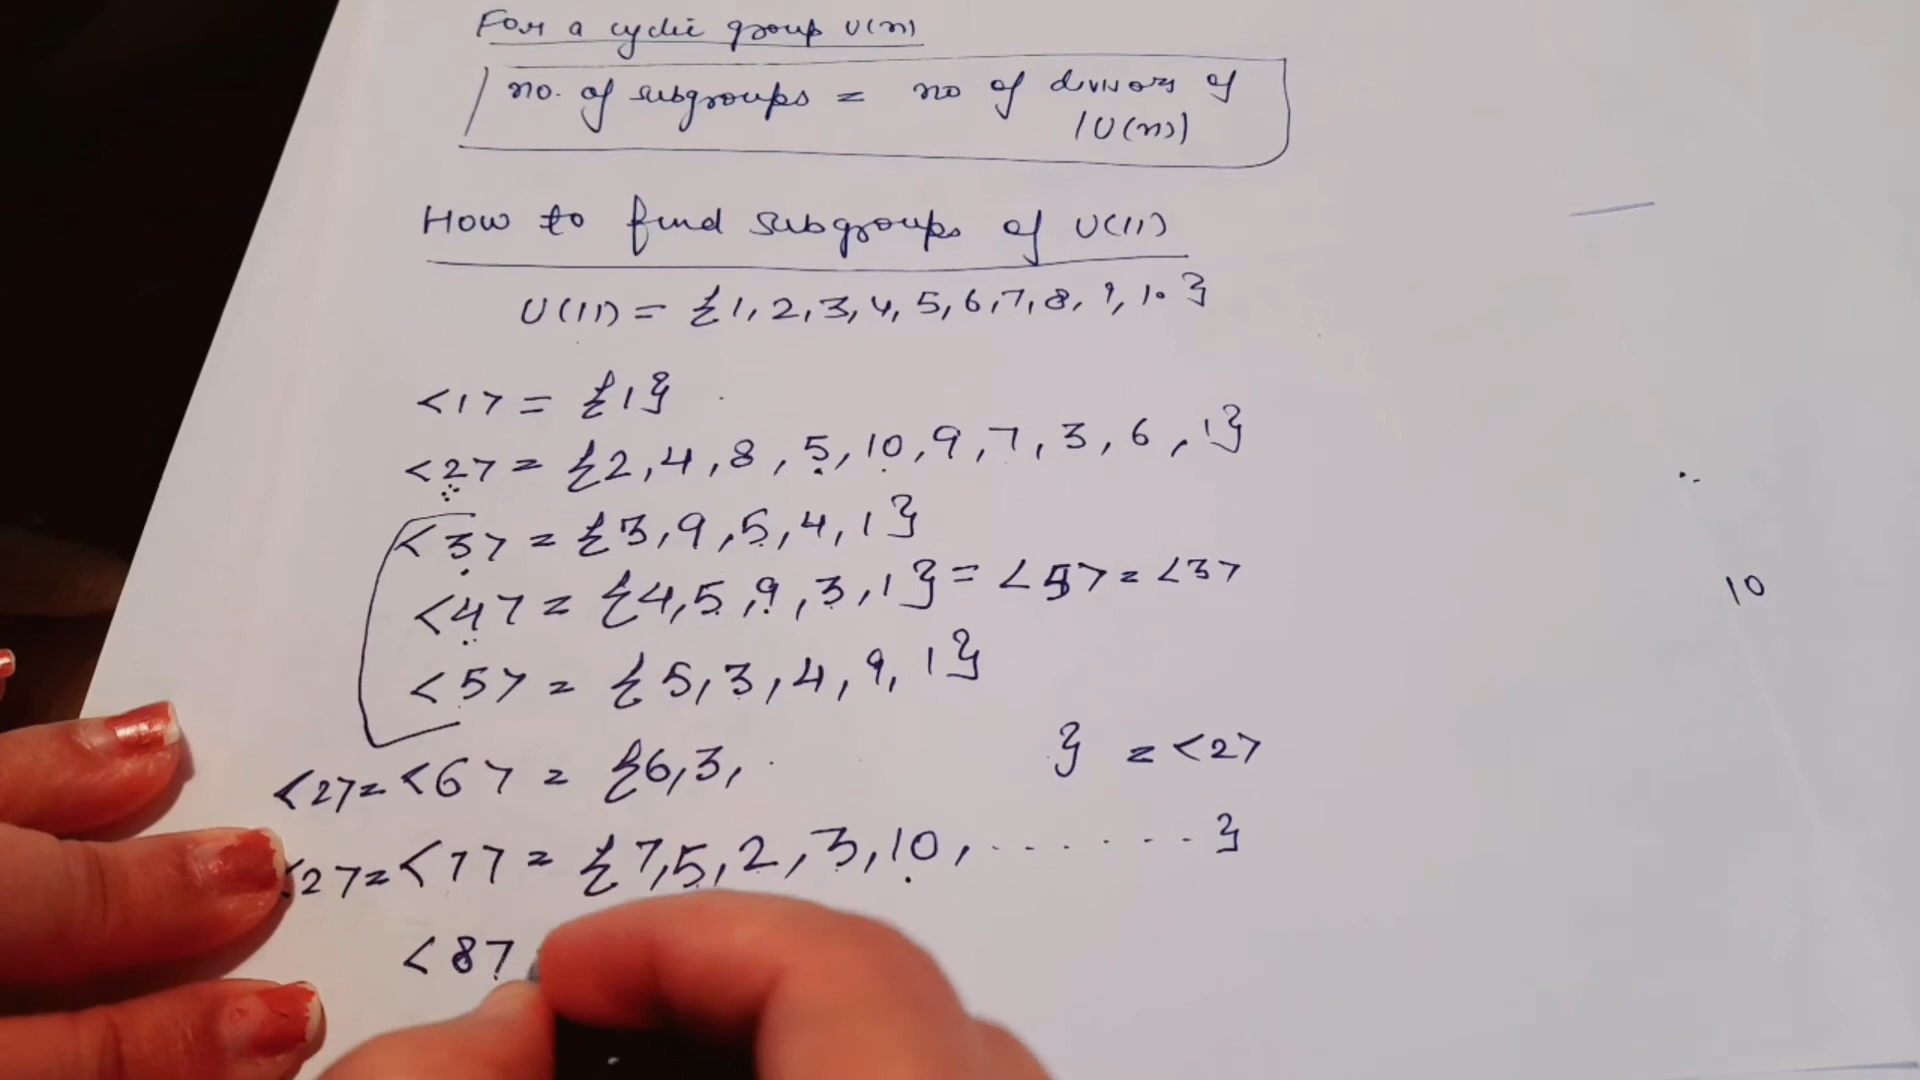 For a cyclic group U(n)
no. of subgroups = no of divisors of
|U(n)|
How to find subgroups of U(11)
U(11) = {1, 2, 3, 4, 5, 6, 7, 8, 9, 10}
<1> = {1}
<2> = {2, 4, 8, 5, 10, 9, 7, 3, 6, 1}
<3> = {3, 9, 5, 4, 1}
<4> = {4, 5, 9, 3, 1} = <5> = <3>
10
<5> = {5, 3, 4, 9, 1}
<2> = <6> = {6, 3, } = <2>
<2> = <7> = {7, 5, 2, 3, 10, ....... }
<8>